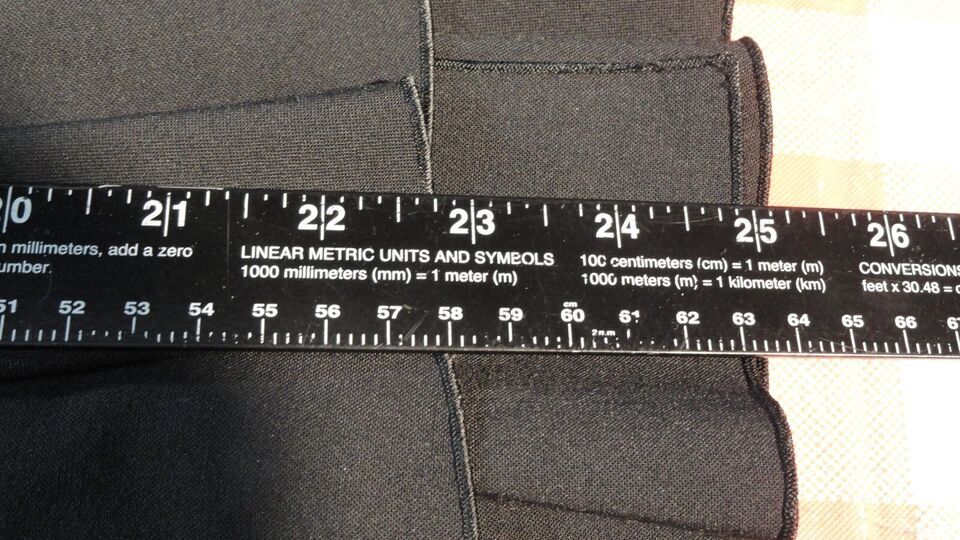 20 21 22 23 24 25 26
n millimeters, add a zero
umber.
LINEAR METRIC UNITS AND SYMBOLS
1000 millimeters (mm) = 1 meter (m)
100 centimeters (cm) = 1 meter (m)
1000 meters (m) = 1 kilometer (km)
CONVERSIONS
feet x 30.48 = c
cm
51 52 53 54 55 56 57 58 59 60 61 62 63 64 65 66 67